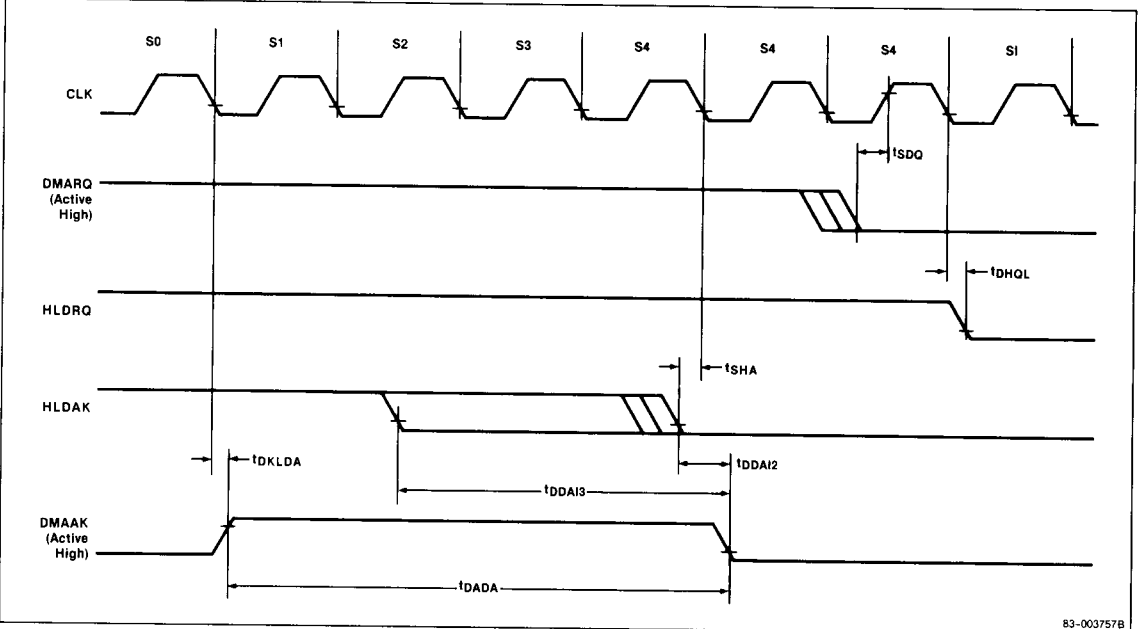 S0 S1 S2 S3 S4 S4 S4 SI
CLK
tSDQ
DMARQ
(Active
High)
tDHQL
HLDRQ
tSHA
HLDAK
tDKLDA
tDDAI2
tDDAI3
DMAAK
(Active
High)
tDADA
83-003757B